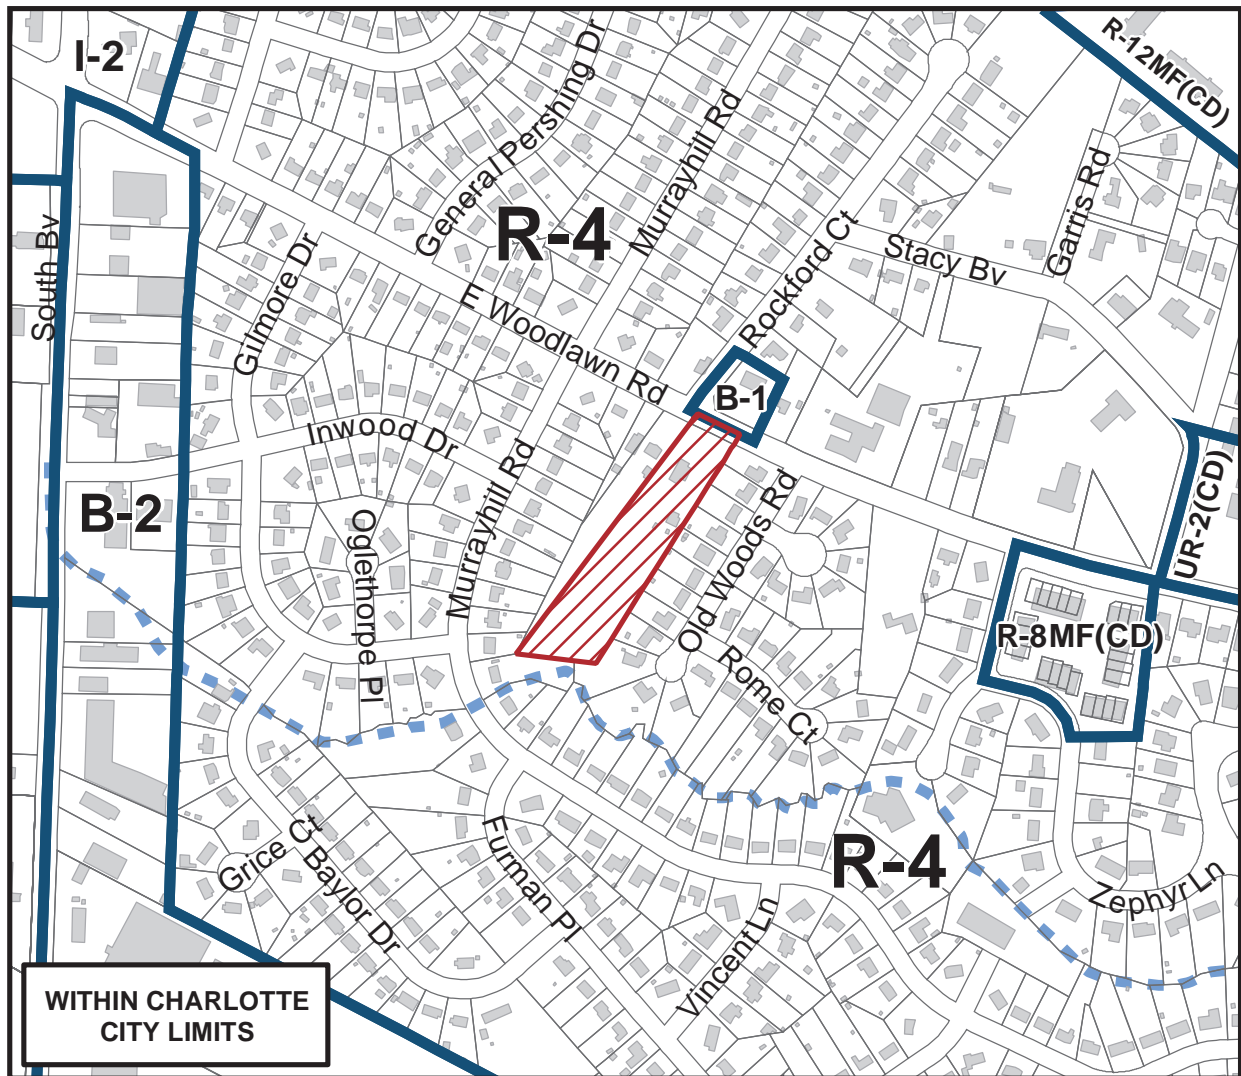 I-2
R-12MF(CD)
General Pershing Dr
Murrayhill Rd
Garris Rd
R-4
South Bv
Gilmore Dr
Rockford Ct
Stacy Bv
E Woodlawn Rd
B-1
Inwood Dr
B-2
Murrayhill Rd
Oglethorpe Pl
Old Woods Rd
UR-2(CD)
R-8MF(CD)
Rome Ct
R-4
Grice Ct
Baylor Dr
Furman Pl
Vincent Ln
Zephyr Ln
WITHIN CHARLOTTE
CITY LIMITS